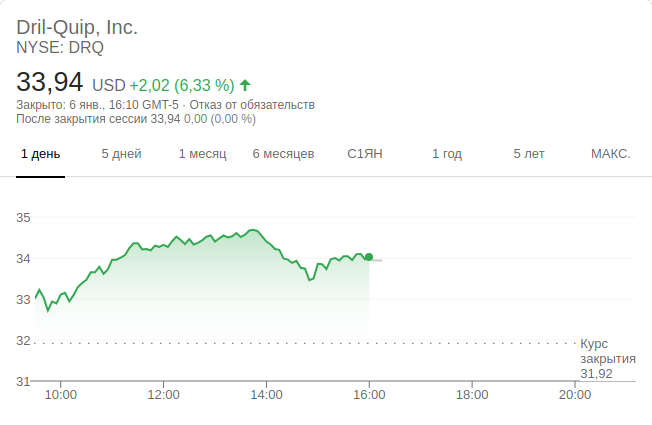 Dril-Quip, Inc.
NYSE: DRQ
33,94 USD +2,02 (6,33 %)
Закрыто: 6 янв., 16:10 GMT-5 · Отказ от обязательств
После закрытия сессии 33,94 0,00 (0,00 %)
1 день 5 дней 1 месяц 6 месяцев С1ЯН 1 год 5 лет МАКС.
35
34
33
32
Курс
закрытия
31,92
31
10:00 12:00 14:00 16:00 18:00 20:00